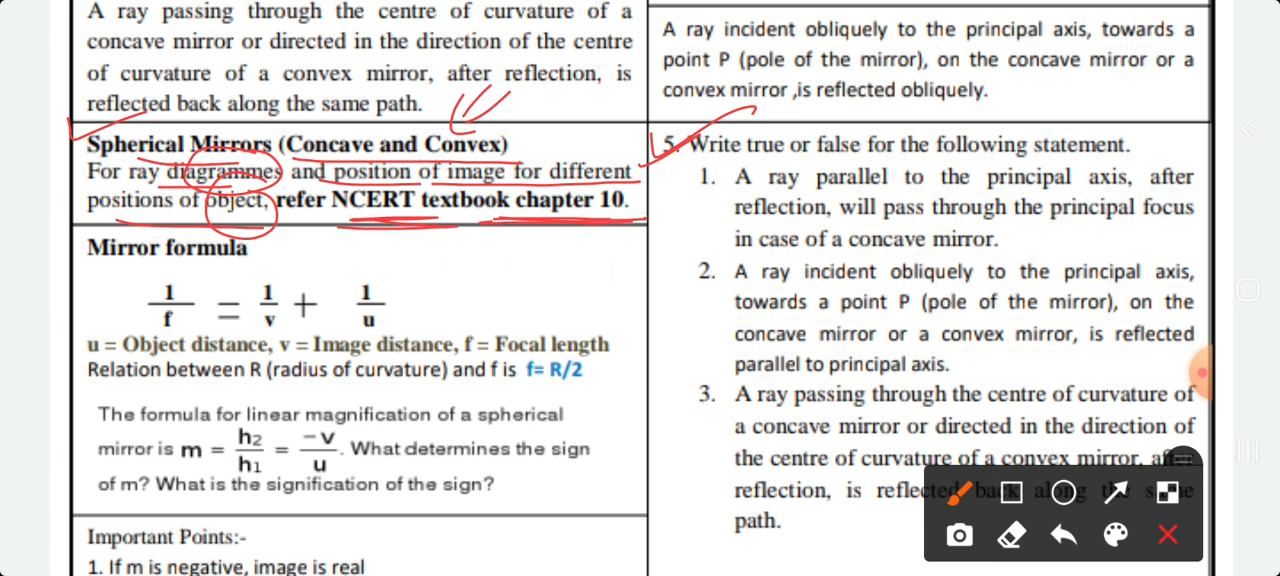 A ray passing through the centre of curvature of a
concave mirror or directed in the direction of the centre
of curvature of a convex mirror, after reflection, is
reflected back along the same path.
Spherical Mirrors (Concave and Convex)
For ray diagrammes and position of image for different
positions of object, refer NCERT textbook chapter 10.
Mirror formula
1/f = 1/v + 1/u
u = Object distance, v = Image distance, f = Focal length
Relation between R (radius of curvature) and f is f= R/2
The formula for linear magnification of a spherical
mirror is m = h₂/h₁ = −v/u. What determines the sign
of m? What is the signification of the sign?
Important Points:-
1. If m is negative, image is real
A ray incident obliquely to the principal axis, towards a
point P (pole of the mirror), on the concave mirror or a
convex mirror ,is reflected obliquely.
5. Write true or false for the following statement.
1. A ray parallel to the principal axis, after
reflection, will pass through the principal focus
in case of a concave mirror.
2. A ray incident obliquely to the principal axis,
towards a point P (pole of the mirror), on the
concave mirror or a convex mirror, is reflected
parallel to principal axis.
3. A ray passing through the centre of curvature of
a concave mirror or directed in the direction of
the centre of curvature of a convex mirror, after
reflection, is reflected back along the same
path.